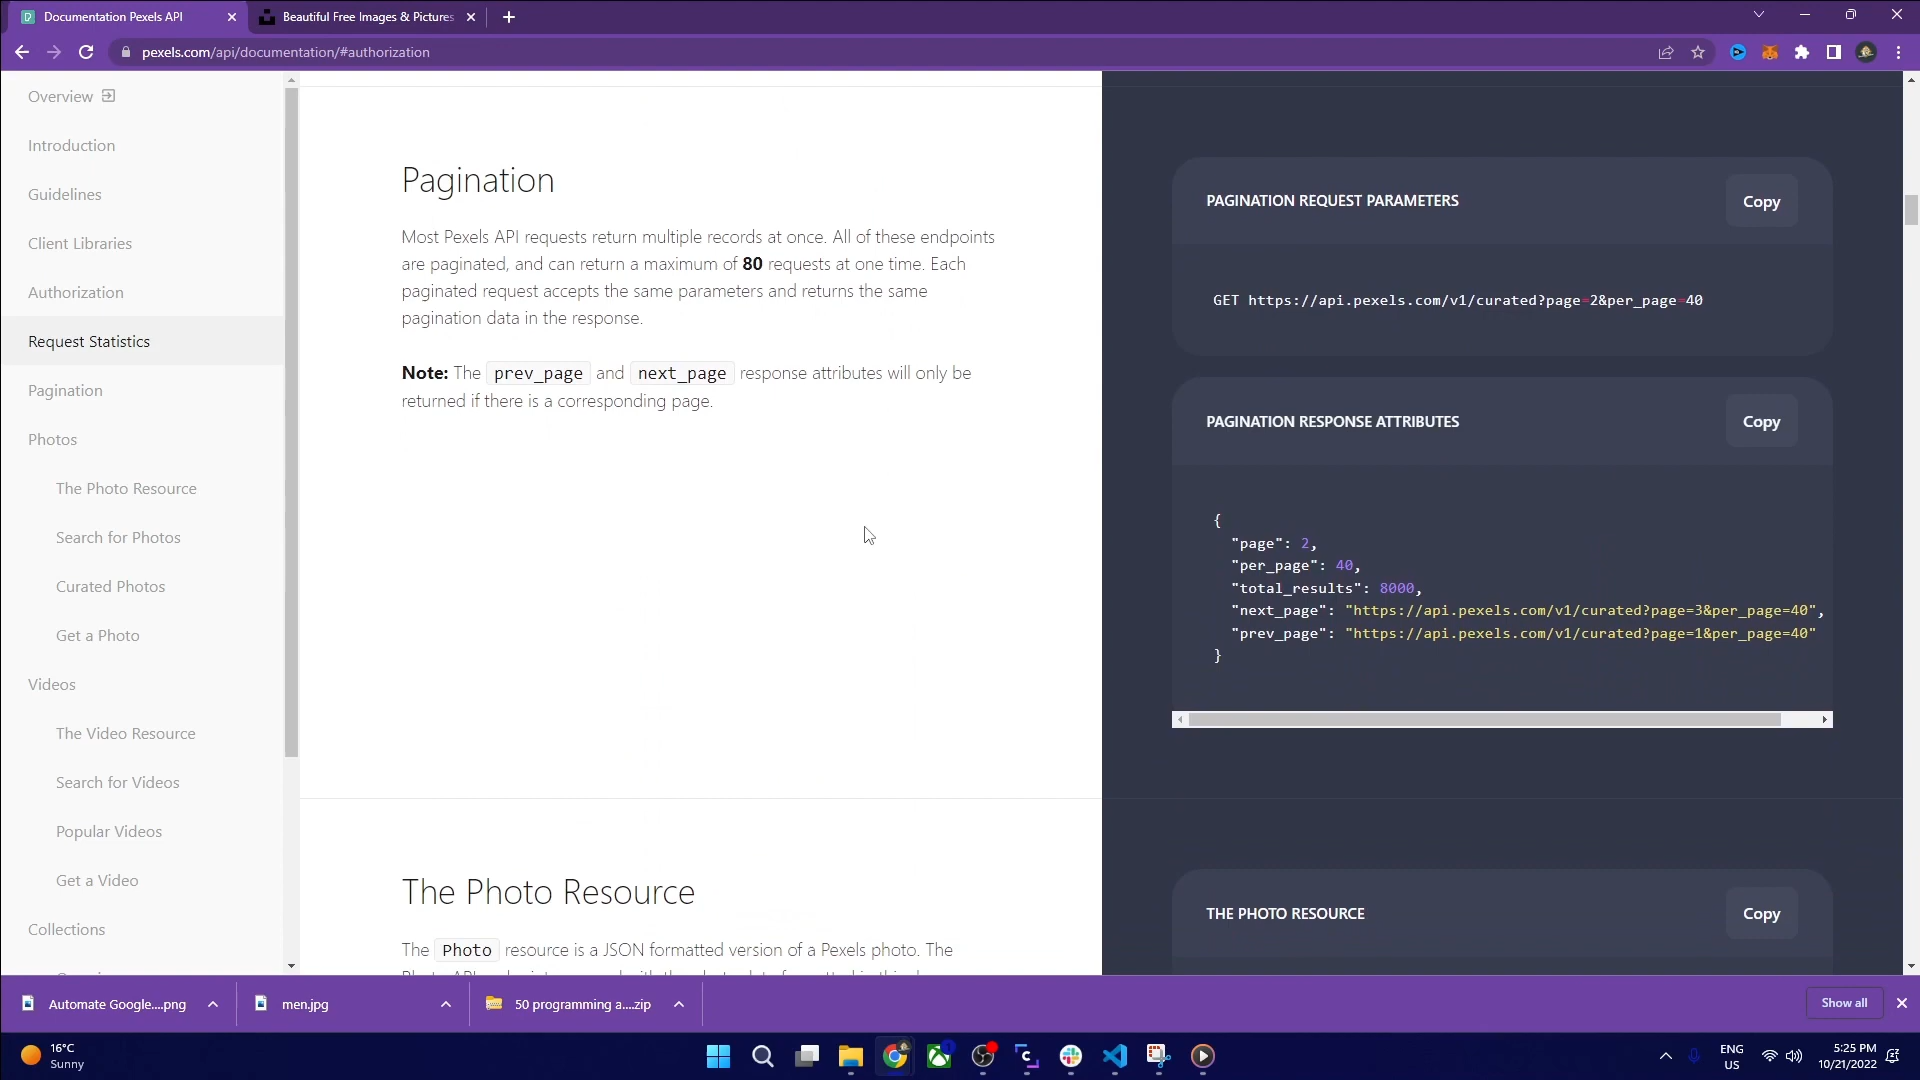 Documentation Pexels API
Beautiful Free Images & Pictures
pexels.com/api/documentation/#authorization
Overview
Introduction
Guidelines
Client Libraries
Authorization
Request Statistics
Pagination
Photos
The Photo Resource
Search for Photos
Curated Photos
Get a Photo
Videos
The Video Resource
Search for Videos
Popular Videos
Get a Video
Collections
Pagination
Most Pexels API requests return multiple records at once. All of these endpoints
are paginated, and can return a maximum of 80 requests at one time. Each
paginated request accepts the same parameters and returns the same
pagination data in the response.
Note: The prev_page and next_page response attributes will only be
returned if there is a corresponding page.
The Photo Resource
The Photo resource is a JSON formatted version of a Pexels photo. The
PAGINATION REQUEST PARAMETERS
Copy
GET https://api.pexels.com/v1/curated?page=2&per_page=40
PAGINATION RESPONSE ATTRIBUTES
Copy
{
"page": 2,
"per_page": 40,
"total_results": 8000,
"next_page": "https://api.pexels.com/v1/curated?page=3&per_page=40",
"prev_page": "https://api.pexels.com/v1/curated?page=1&per_page=40"
}
THE PHOTO RESOURCE
Copy
Automate Google....png
men.jpg
50 programming a....zip
Show all
16°C
Sunny
ENG
US
5:25 PM
10/21/2022